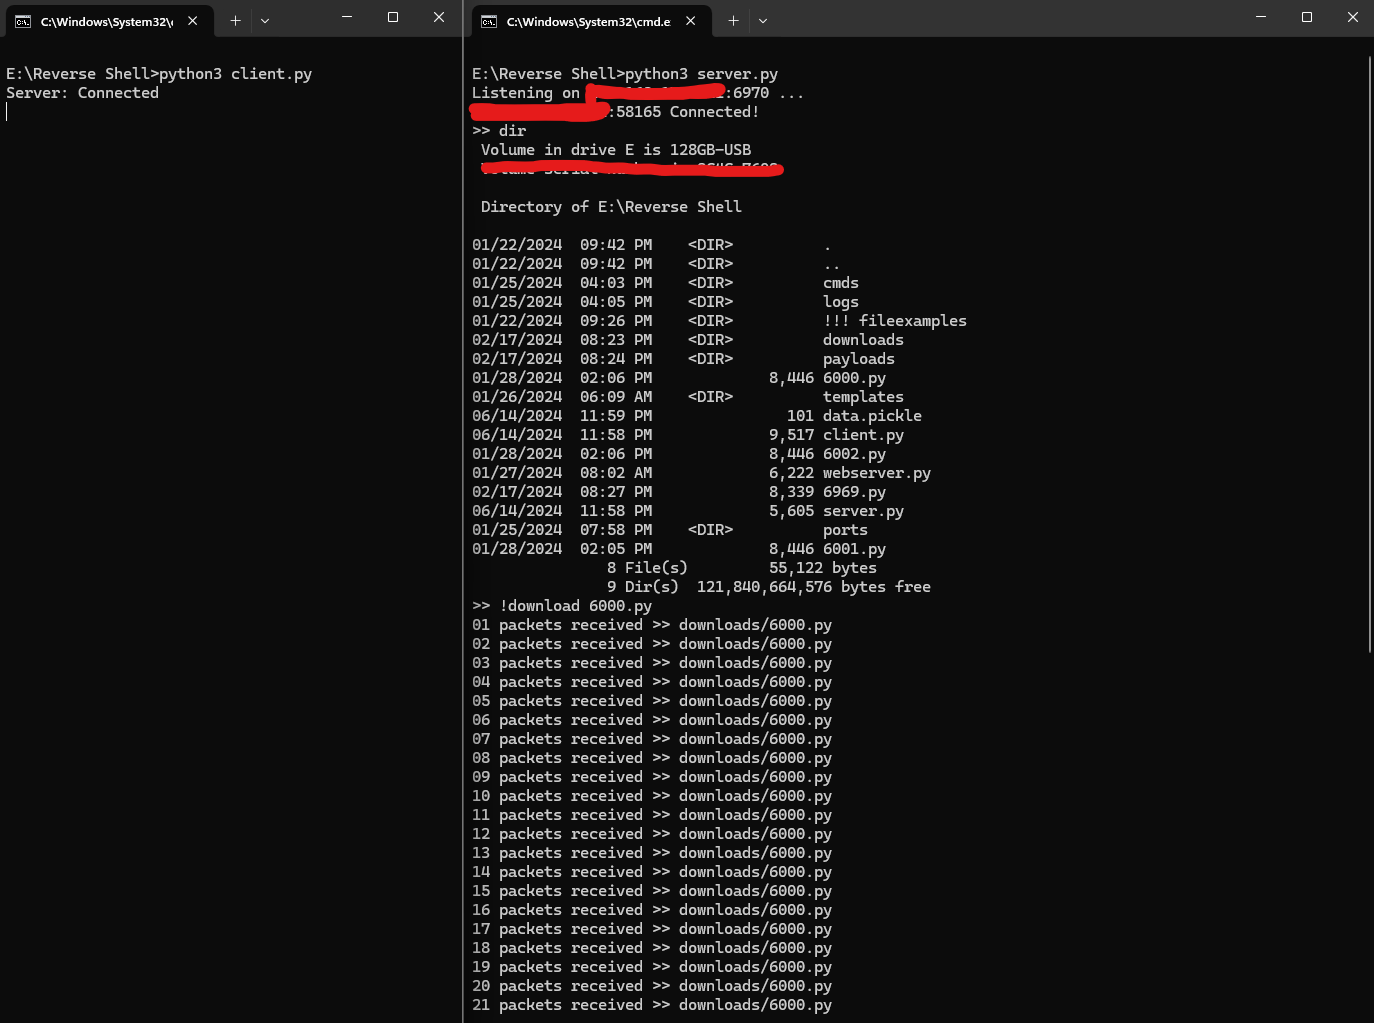 C:\Windows\System32\c
E:\Reverse Shell>python3 client.py
Server: Connected
C:\Windows\System32\cmd.e
E:\Reverse Shell>python3 server.py
Listening on :6970 ...
:58165 Connected!
>> dir
Volume in drive E is 128GB-USB
Directory of E:\Reverse Shell
01/22/2024  09:42 PM    <DIR>          .
01/22/2024  09:42 PM    <DIR>          ..
01/25/2024  04:03 PM    <DIR>          cmds
01/25/2024  04:05 PM    <DIR>          logs
01/22/2024  09:26 PM    <DIR>          !!! fileexamples
02/17/2024  08:23 PM    <DIR>          downloads
02/17/2024  08:24 PM    <DIR>          payloads
01/28/2024  02:06 PM             8,446 6000.py
01/26/2024  06:09 AM    <DIR>          templates
06/14/2024  11:59 PM               101 data.pickle
06/14/2024  11:58 PM             9,517 client.py
01/28/2024  02:06 PM             8,446 6002.py
01/27/2024  08:02 AM             6,222 webserver.py
02/17/2024  08:27 PM             8,339 6969.py
06/14/2024  11:58 PM             5,605 server.py
01/25/2024  07:58 PM    <DIR>          ports
01/28/2024  02:05 PM             8,446 6001.py
8 File(s)         55,122 bytes
9 Dir(s)  121,840,664,576 bytes free
>> !download 6000.py
01 packets received >> downloads/6000.py
02 packets received >> downloads/6000.py
03 packets received >> downloads/6000.py
04 packets received >> downloads/6000.py
05 packets received >> downloads/6000.py
06 packets received >> downloads/6000.py
07 packets received >> downloads/6000.py
08 packets received >> downloads/6000.py
09 packets received >> downloads/6000.py
10 packets received >> downloads/6000.py
11 packets received >> downloads/6000.py
12 packets received >> downloads/6000.py
13 packets received >> downloads/6000.py
14 packets received >> downloads/6000.py
15 packets received >> downloads/6000.py
16 packets received >> downloads/6000.py
17 packets received >> downloads/6000.py
18 packets received >> downloads/6000.py
19 packets received >> downloads/6000.py
20 packets received >> downloads/6000.py
21 packets received >> downloads/6000.py